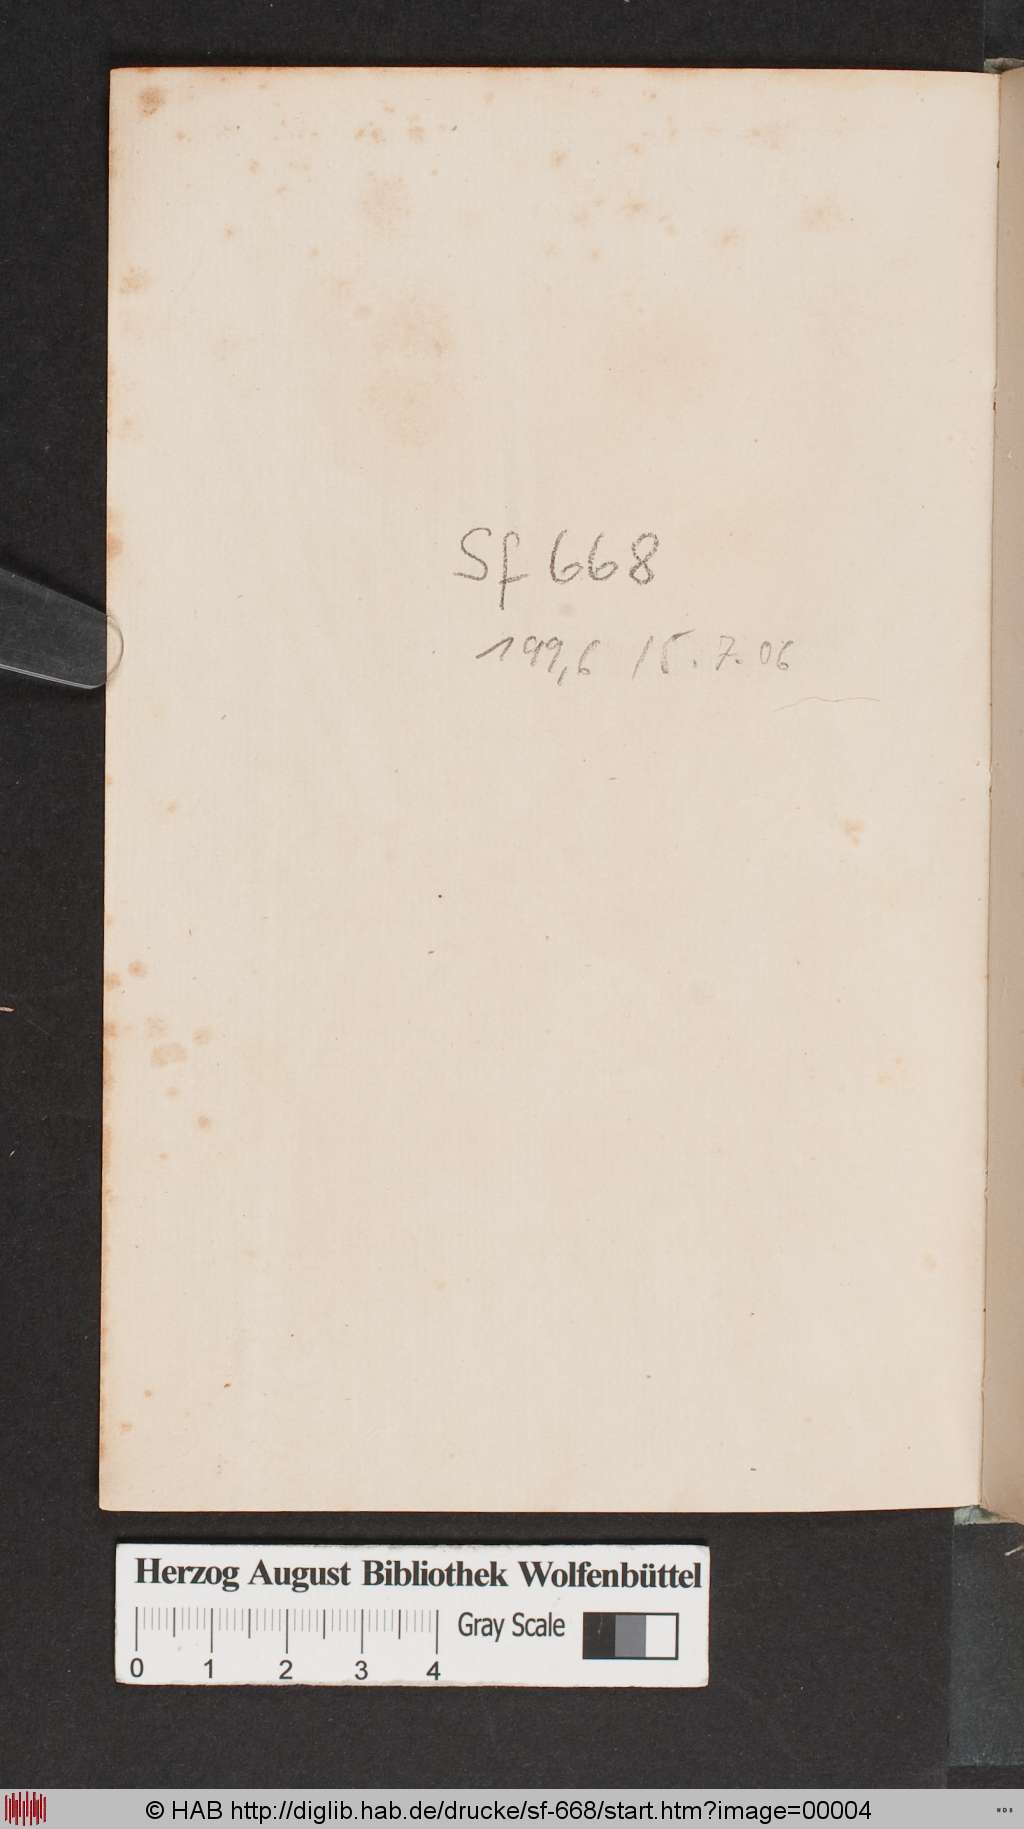 Sf 668
199,6 15.7.06
Herzog August Bibliothek Wolfenbüttel
Gray Scale
0 1 2 3 4
© HAB http://diglib.hab.de/drucke/sf-668/start.htm?image=00004